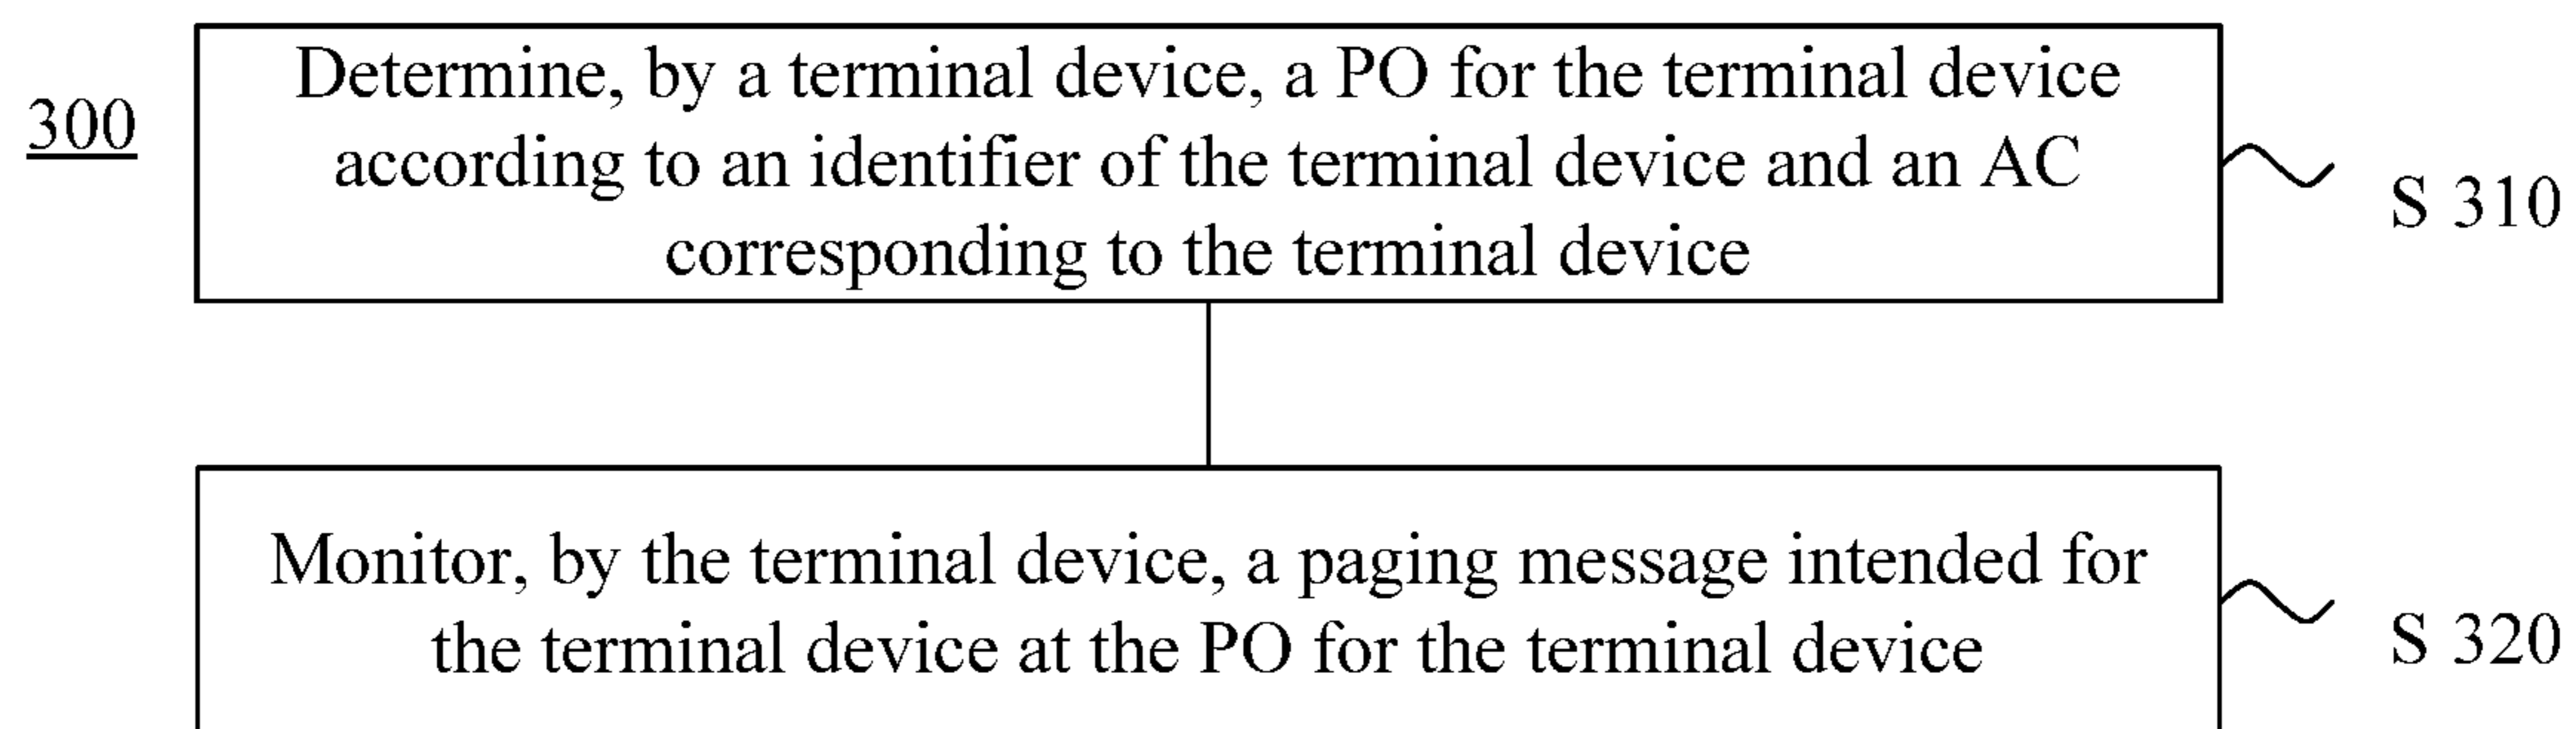 300
Determine, by a terminal device, a PO for the terminal device
according to an identifier of the terminal device and an AC
corresponding to the terminal device
S 310
Monitor, by the terminal device, a paging message intended for
the terminal device at the PO for the terminal device
S 320